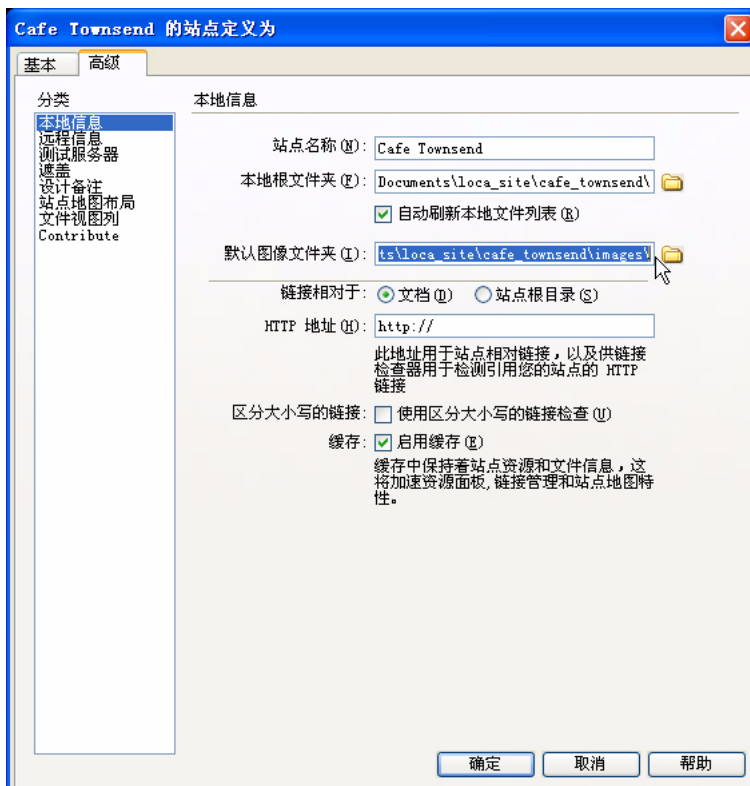 Cafe Townsend 的站点定义为
基本 高级
分类
本地信息
远程信息
测试服务器
遮盖
设计备注
站点地图布局
文件视图列
Contribute
本地信息
站点名称(N): Cafe Townsend
本地根文件夹(F): Documents\loca_site\cafe_townsend\
自动刷新本地文件列表(R)
默认图像文件夹(I): ts\loca_site\cafe_townsend\images\
链接相对于: 文档(D) 站点根目录(S)
HTTP 地址(H): http://
此地址用于站点相对链接，以及供链接
检查器用于检测引用您的站点的 HTTP
链接
区分大小写的链接: 使用区分大小写的链接检查(U)
缓存: 启用缓存(E)
缓存中保持着站点资源和文件信息，这
将加速资源面板,链接管理和站点地图特
性。
确定 取消 帮助